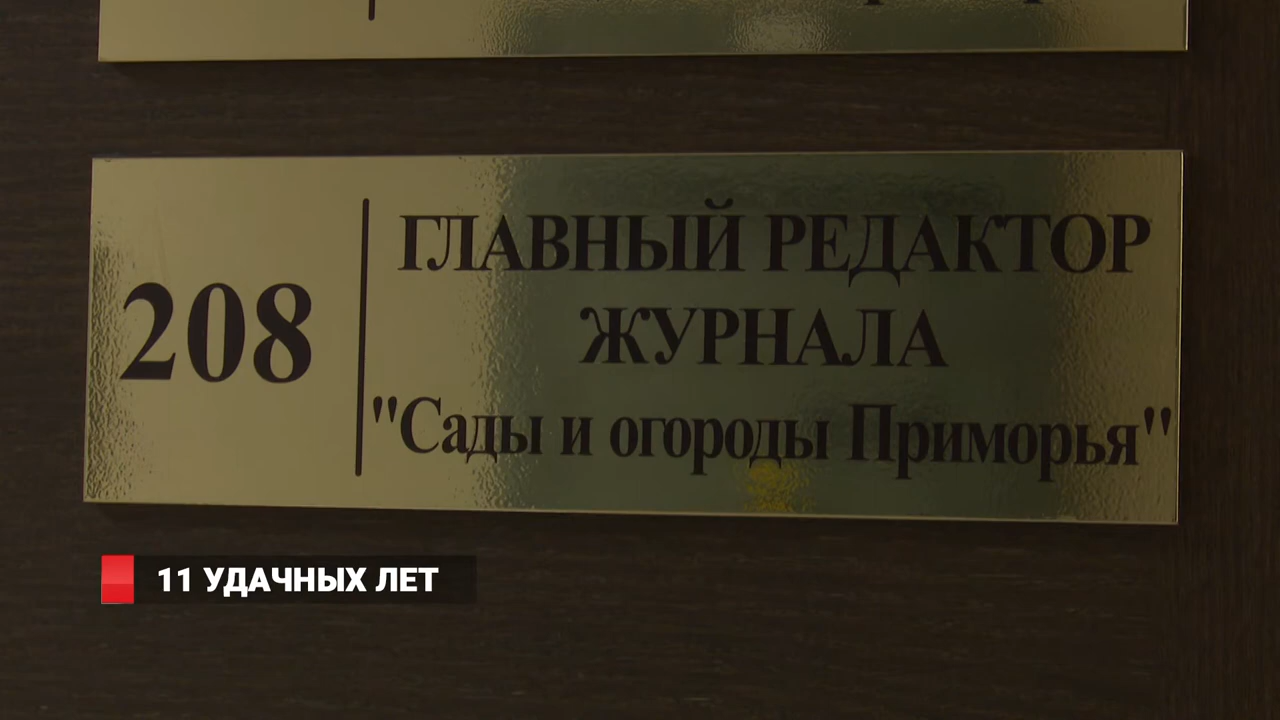 208
ГЛАВНЫЙ РЕДАКТОР
ЖУРНАЛА
"Сады и огороды Приморья"
11 УДАЧНЫХ ЛЕТ